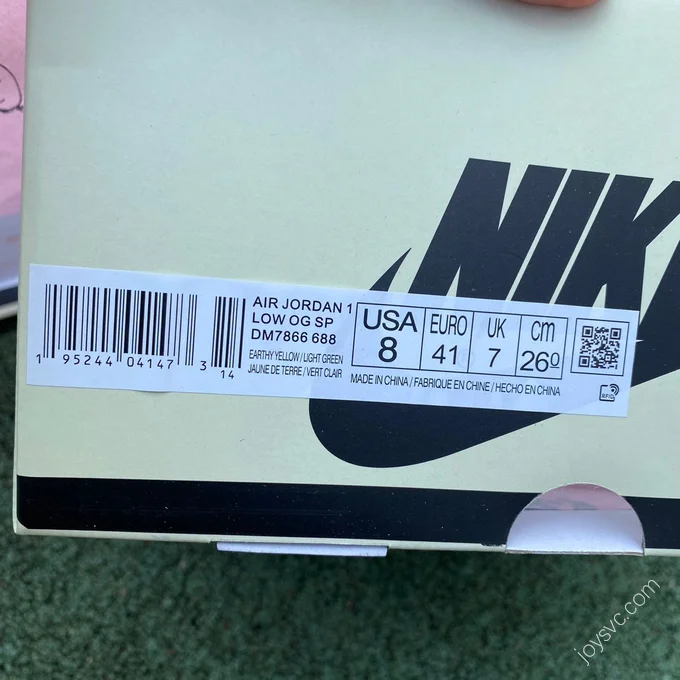 NIK
AIR JORDAN 1
LOW OG SP
DM7866 688
EARTHY YELLOW / LIGHT GREEN
JAUNE DE TERRE / VERT CLAIR
1 95244 04147 3 14
USA
8
EURO
41
UK
7
cm
26.0
MADE IN CHINA / FABRIQUE EN CHINE / HECHO EN CHINA
RFID
joysvc.com